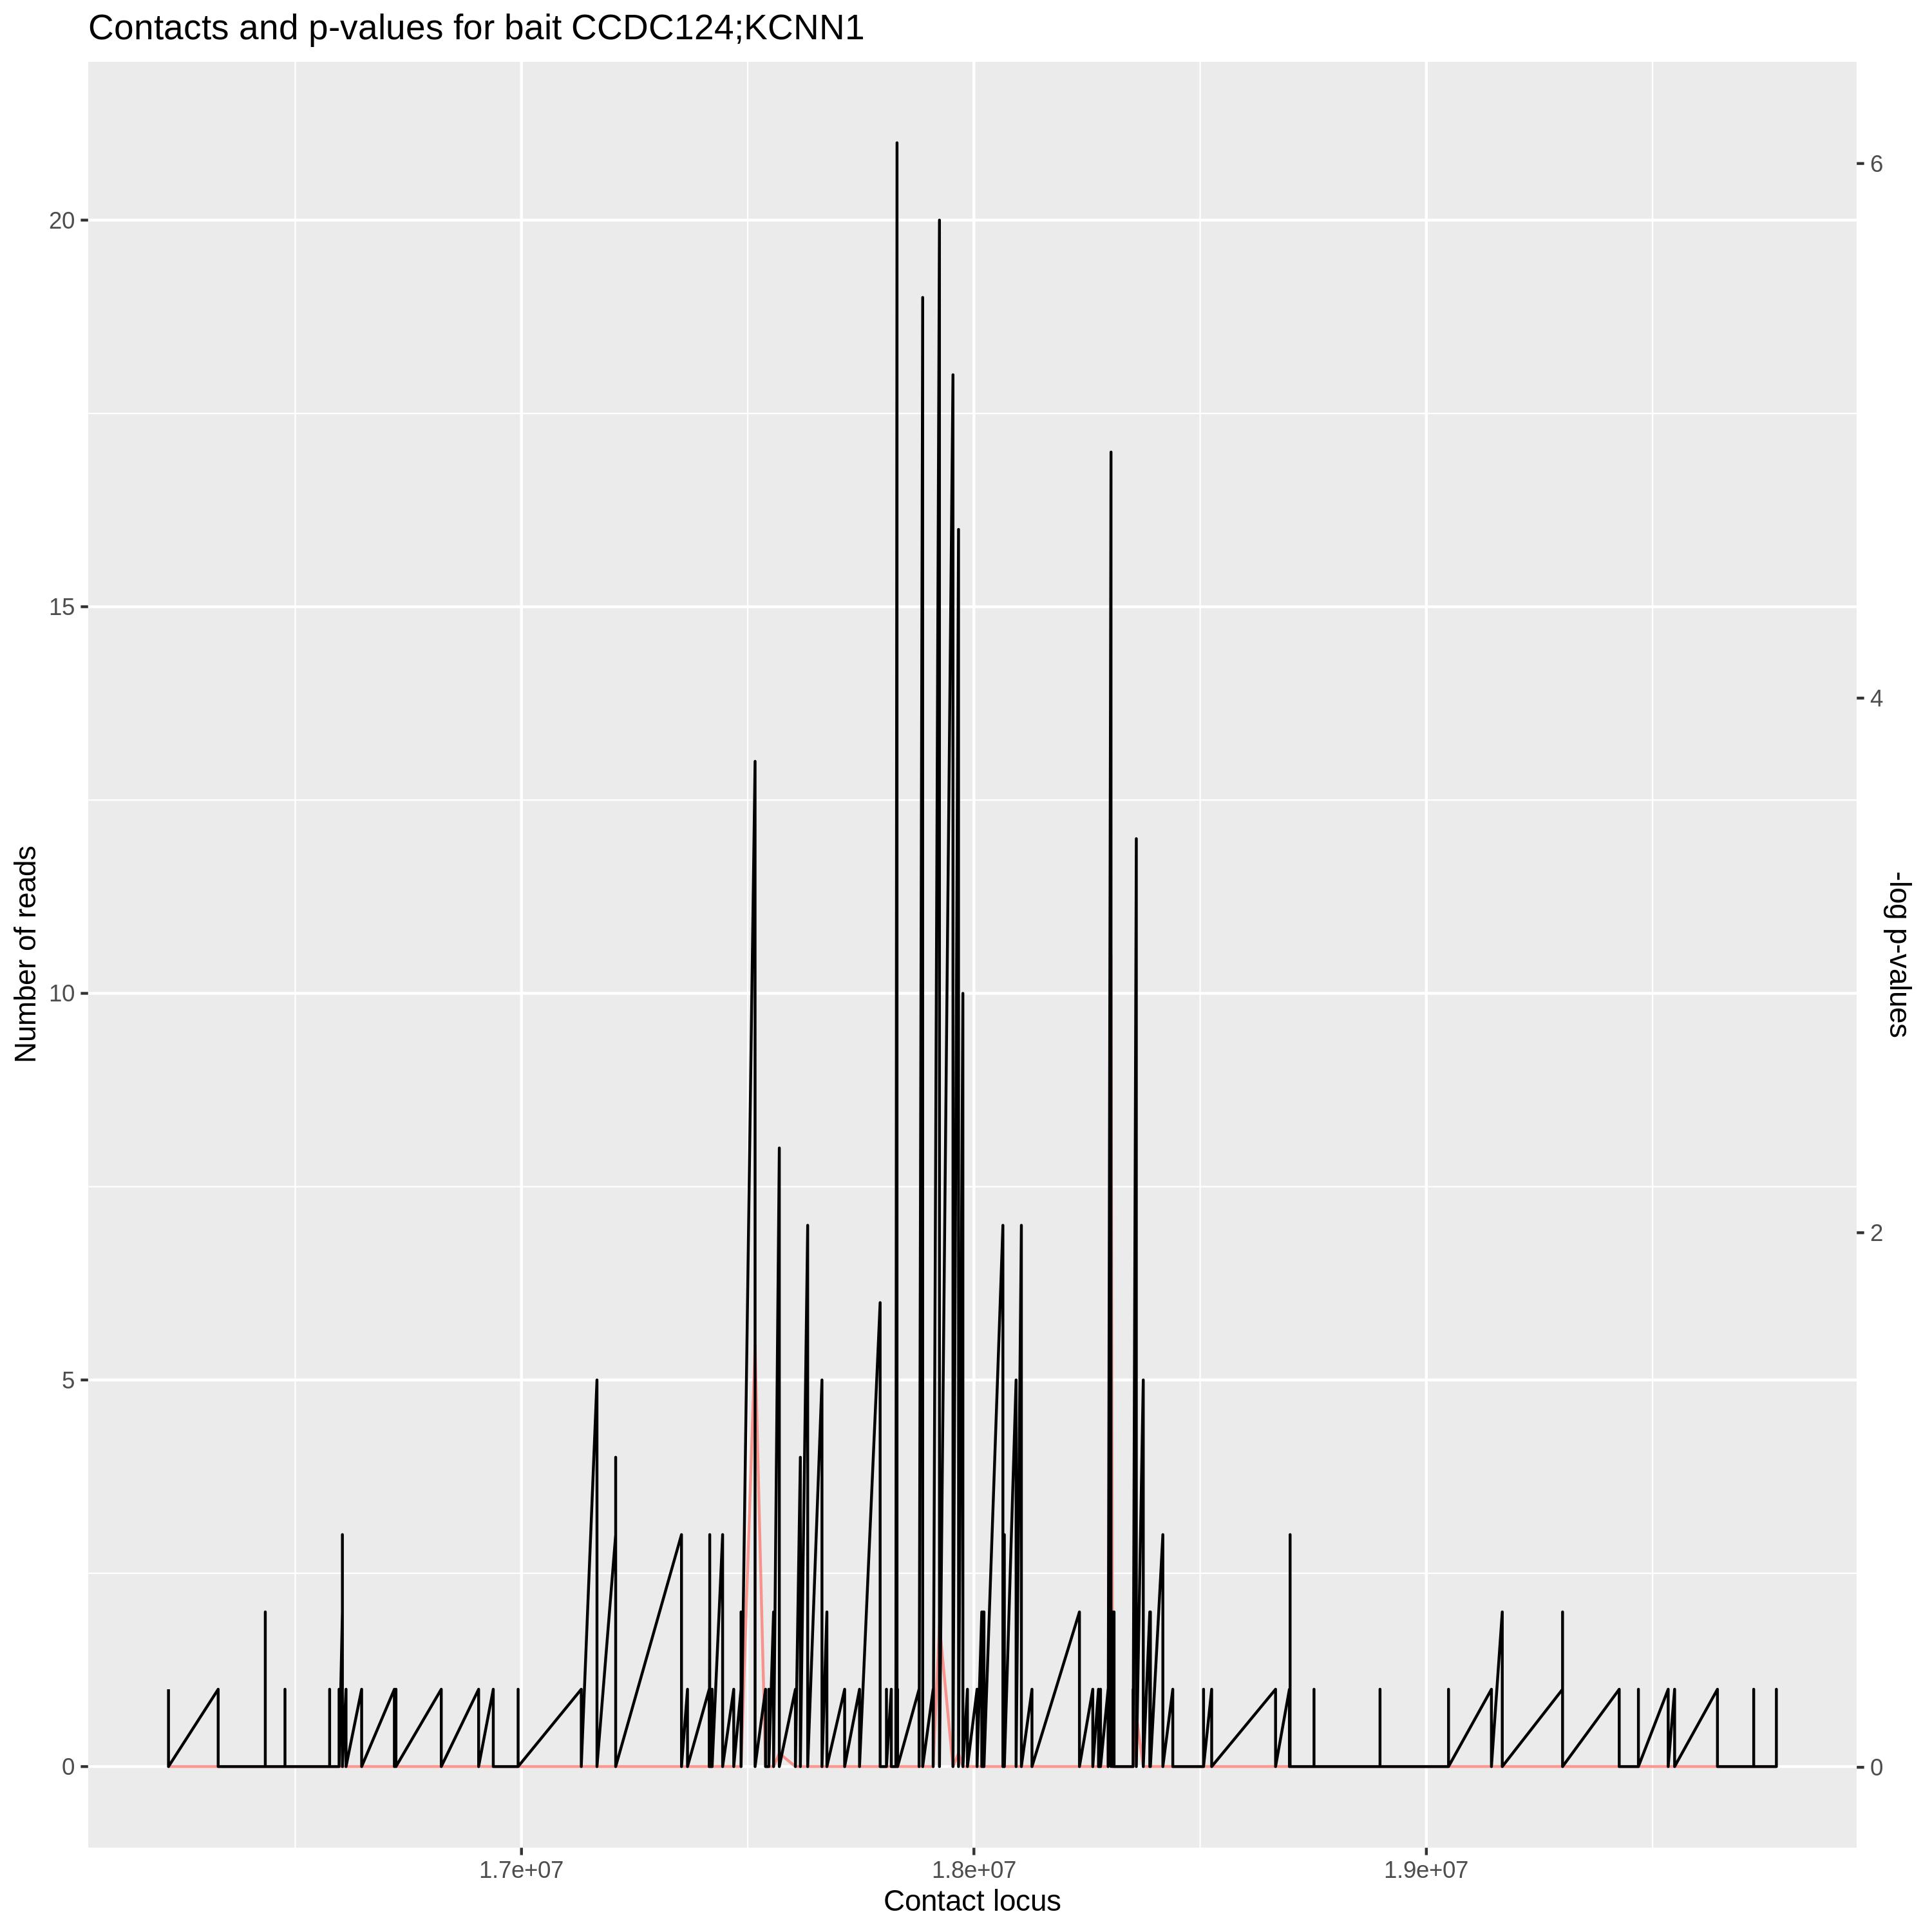 Contacts and p-values for bait CCDC124;KCNN1
6
20
4
15
Number of reads
-log p-values
10
2
5
0
0
1.7e+07
1.8e+07
1.9e+07
Contact locus